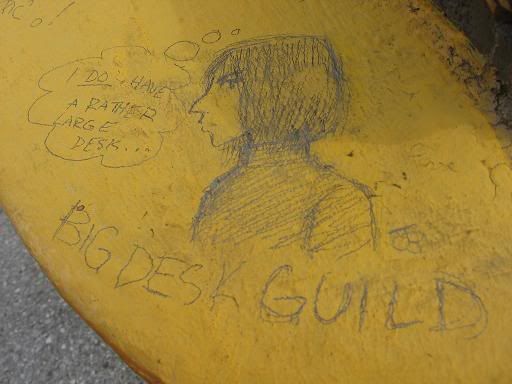 I DO HAVE
A RATHER
LARGE
DESK...
BIG DESK GUILD